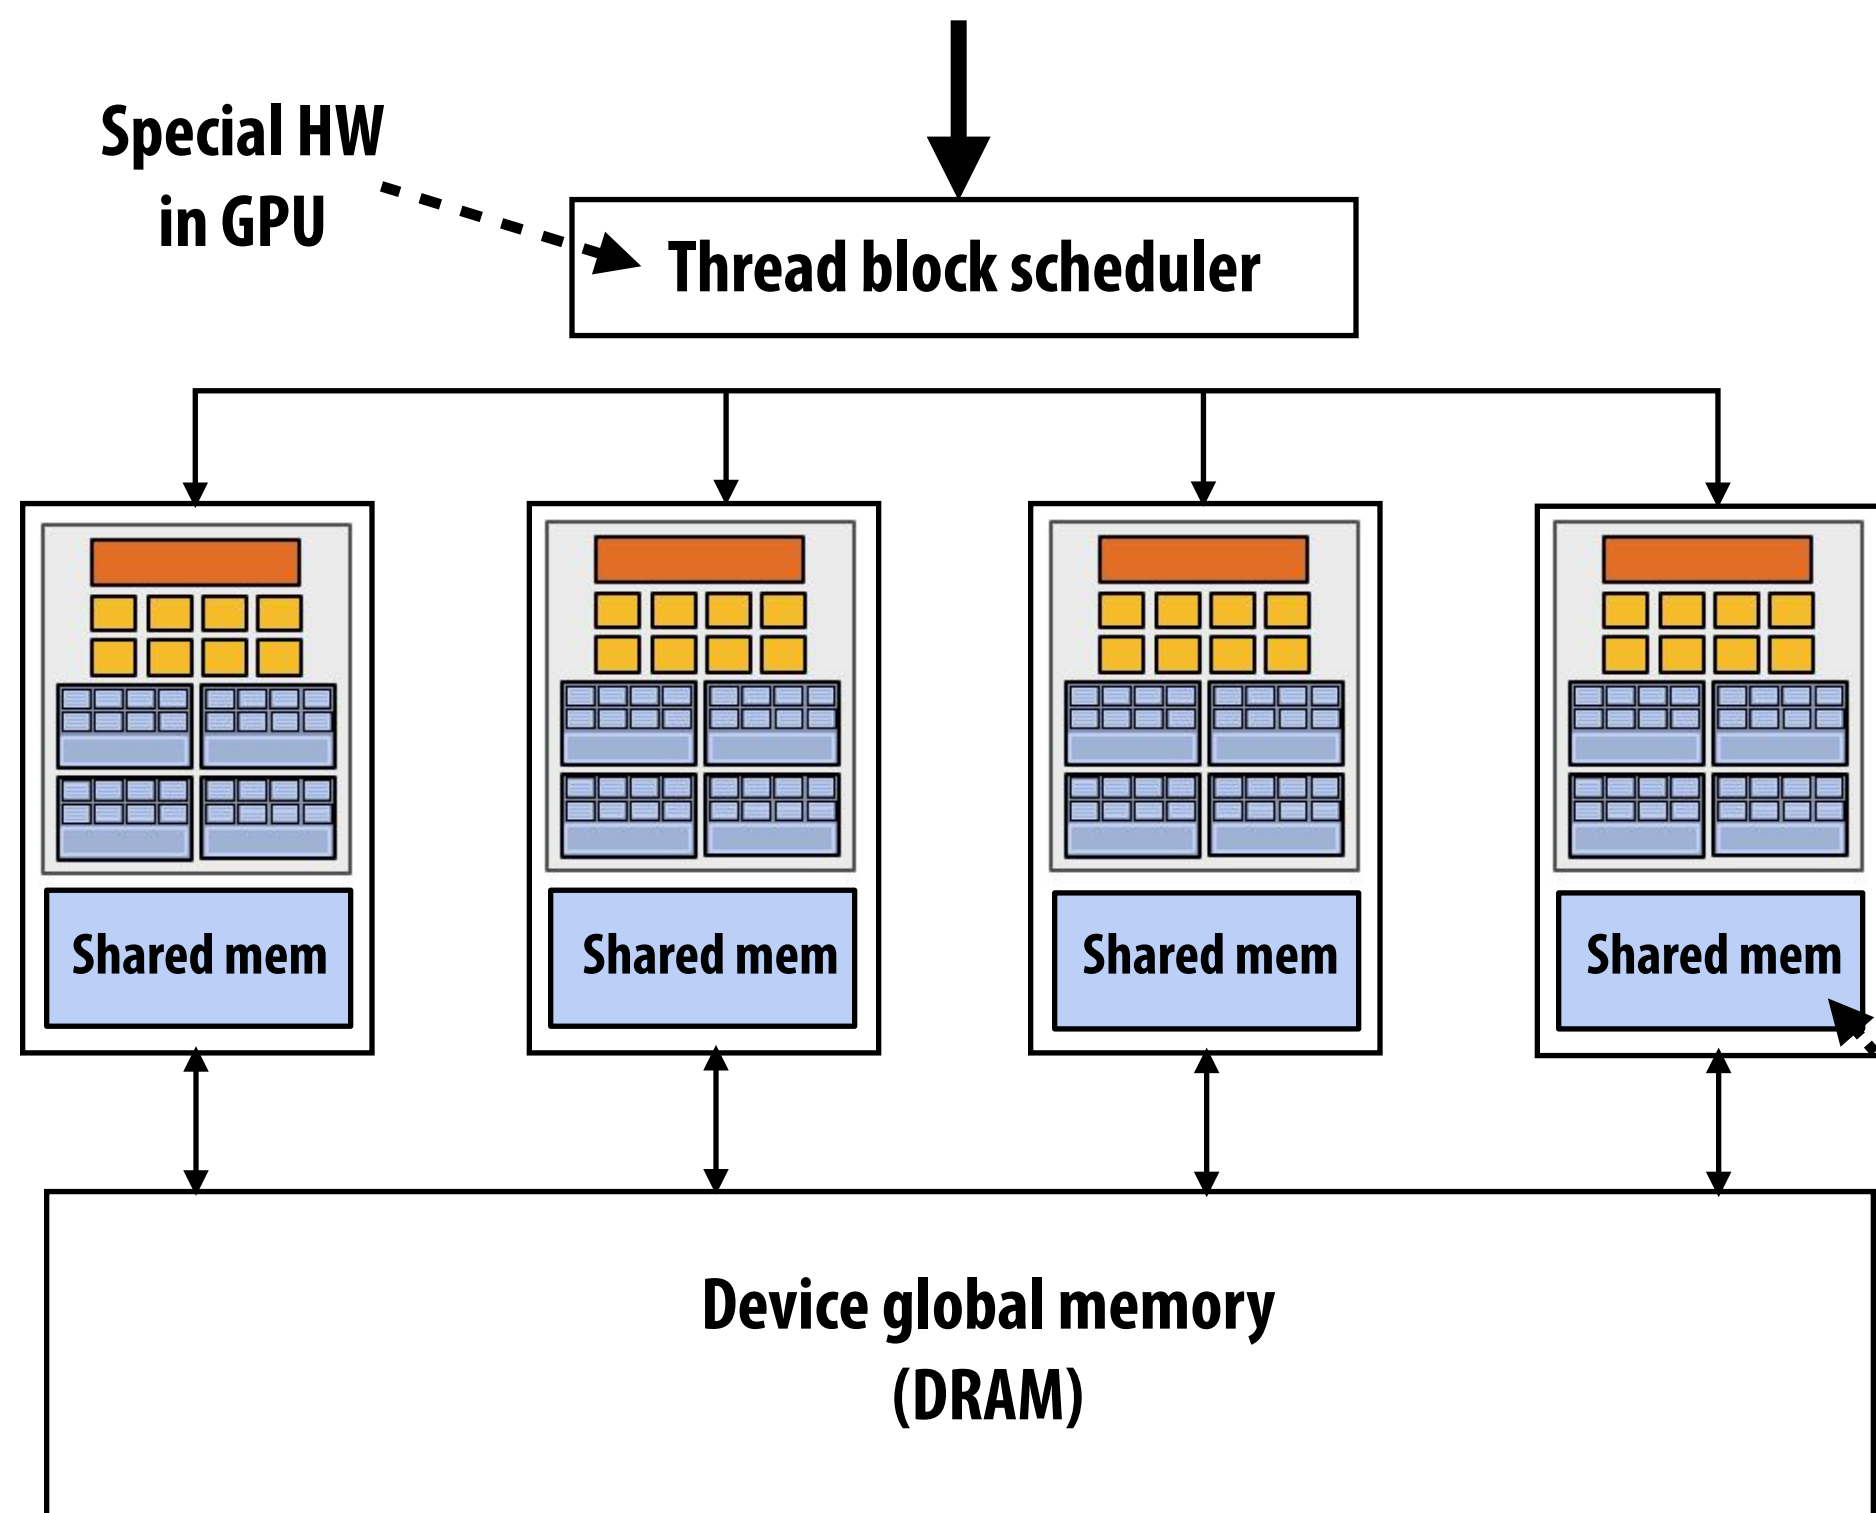 Special HW
in GPU
Thread block scheduler
Shared mem
Shared mem
Shared mem
Shared mem
Device global memory
(DRAM)